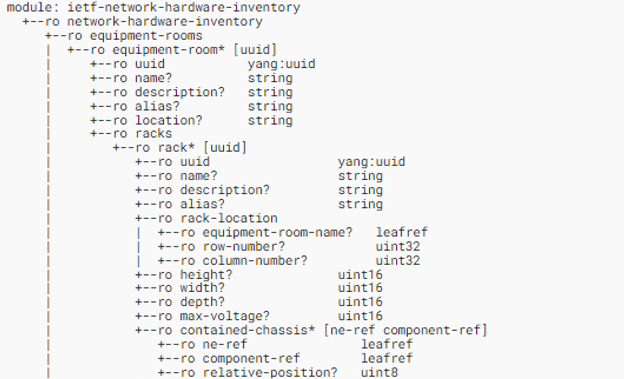 module: ietf-network-hardware-inventory
  +--ro network-hardware-inventory
     +--ro equipment-rooms
     |  +--ro equipment-room* [uuid]
     |     +--ro uuid           yang:uuid
     |     +--ro name?          string
     |     +--ro description?   string
     |     +--ro alias?         string
     |     +--ro location?      string
     |     +--ro racks
     |        +--ro rack* [uuid]
     |           +--ro uuid                 yang:uuid
     |           +--ro name?                string
     |           +--ro description?         string
     |           +--ro alias?               string
     |           +--ro rack-location
     |           |  +--ro equipment-room-name?   leafref
     |           |  +--ro row-number?            uint32
     |           |  +--ro column-number?         uint32
     |           +--ro height?              uint16
     |           +--ro width?               uint16
     |           +--ro depth?               uint16
     |           +--ro max-voltage?         uint16
     |           +--ro contained-chassis* [ne-ref component-ref]
     |              +--ro ne-ref               leafref
     |              +--ro component-ref        leafref
     |              +--ro relative-position?   uint8